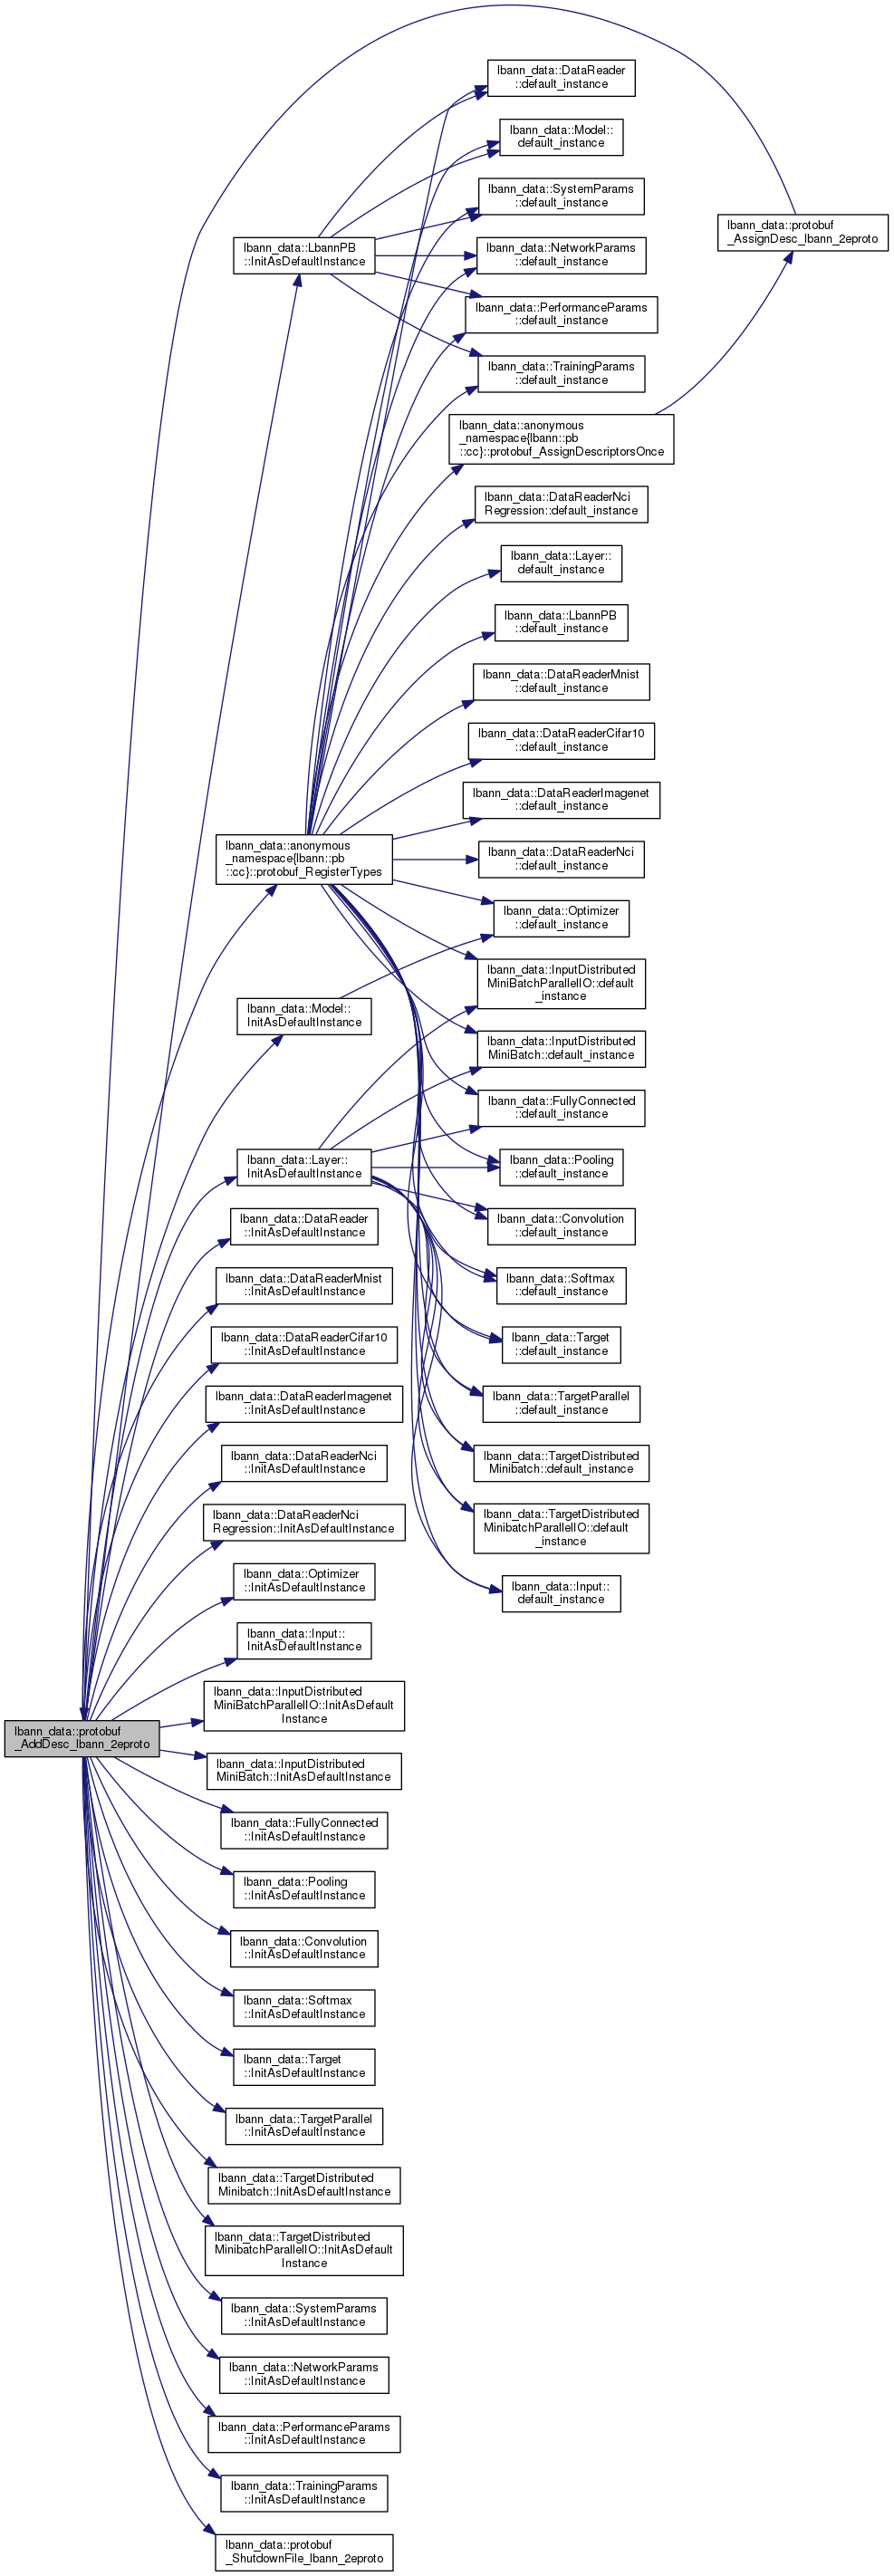 lbann_data::DataReader
::default_instance
lbann_data::Model::
default_instance
lbann_data::SystemParams
::default_instance
lbann_data::protobuf
_AssignDesc_lbann_2eproto
lbann_data::LbannPB
::InitAsDefaultInstance
lbann_data::NetworkParams
::default_instance
lbann_data::PerformanceParams
::default_instance
lbann_data::TrainingParams
::default_instance
lbann_data::anonymous
_namespace{lbann::pb
::cc}::protobuf_AssignDescriptorsOnce
lbann_data::DataReaderNci
Regression::default_instance
lbann_data::Layer::
default_instance
lbann_data::LbannPB
::default_instance
lbann_data::DataReaderMnist
::default_instance
lbann_data::DataReaderCifar10
::default_instance
lbann_data::DataReaderImagenet
::default_instance
lbann_data::anonymous
_namespace{lbann::pb
::cc}::protobuf_RegisterTypes
lbann_data::DataReaderNci
::default_instance
lbann_data::Optimizer
::default_instance
lbann_data::InputDistributed
MiniBatchParallelIO::default
_instance
lbann_data::Model::
InitAsDefaultInstance
lbann_data::InputDistributed
MiniBatch::default_instance
lbann_data::FullyConnected
::default_instance
lbann_data::Layer::
InitAsDefaultInstance
lbann_data::Pooling
::default_instance
lbann_data::DataReader
::InitAsDefaultInstance
lbann_data::Convolution
::default_instance
lbann_data::DataReaderMnist
::InitAsDefaultInstance
lbann_data::Softmax
::default_instance
lbann_data::DataReaderCifar10
::InitAsDefaultInstance
lbann_data::Target
::default_instance
lbann_data::DataReaderImagenet
::InitAsDefaultInstance
lbann_data::TargetParallel
::default_instance
lbann_data::DataReaderNci
::InitAsDefaultInstance
lbann_data::TargetDistributed
Minibatch::default_instance
lbann_data::DataReaderNci
Regression::InitAsDefaultInstance
lbann_data::TargetDistributed
MinibatchParallelIO::default
_instance
lbann_data::Optimizer
::InitAsDefaultInstance
lbann_data::Input::
default_instance
lbann_data::Input::
InitAsDefaultInstance
lbann_data::InputDistributed
MiniBatchParallelIO::InitAsDefault
Instance
lbann_data::protobuf
_AddDesc_lbann_2eproto
lbann_data::InputDistributed
MiniBatch::InitAsDefaultInstance
lbann_data::FullyConnected
::InitAsDefaultInstance
lbann_data::Pooling
::InitAsDefaultInstance
lbann_data::Convolution
::InitAsDefaultInstance
lbann_data::Softmax
::InitAsDefaultInstance
lbann_data::Target
::InitAsDefaultInstance
lbann_data::TargetParallel
::InitAsDefaultInstance
lbann_data::TargetDistributed
Minibatch::InitAsDefaultInstance
lbann_data::TargetDistributed
MinibatchParallelIO::InitAsDefault
Instance
lbann_data::SystemParams
::InitAsDefaultInstance
lbann_data::NetworkParams
::InitAsDefaultInstance
lbann_data::PerformanceParams
::InitAsDefaultInstance
lbann_data::TrainingParams
::InitAsDefaultInstance
lbann_data::protobuf
_ShutdownFile_lbann_2eproto